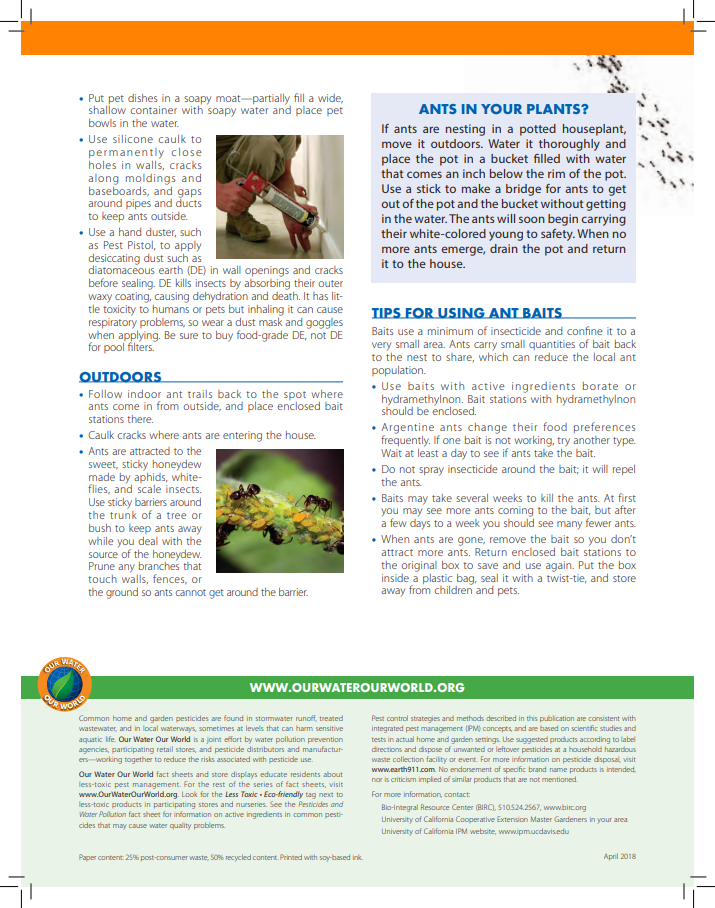 • Put pet dishes in a soapy moat—partially fill a wide,
shallow container with soapy water and place pet
bowls in the water.
• Use silicone caulk to
permanently close
holes in walls, cracks
along moldings and
baseboards, and gaps
around pipes and ducts
to keep ants outside.
• Use a hand duster, such
as Pest Pistol, to apply
desiccating dust such as
diatomaceous earth (DE) in wall openings and cracks
before sealing. DE kills insects by absorbing their outer
waxy coating, causing dehydration and death. It has lit-
tle toxicity to humans or pets but inhaling it can cause
respiratory problems, so wear a dust mask and goggles
when applying. Be sure to buy food-grade DE, not DE
for pool filters.
OUTDOORS
• Follow indoor ant trails back to the spot where
ants come in from outside, and place enclosed bait
stations there.
• Caulk cracks where ants are entering the house.
• Ants are attracted to the
sweet, sticky honeydew
made by aphids, white-
flies, and scale insects.
Use sticky barriers around
the trunk of a tree or
bush to keep ants away
while you deal with the
source of the honeydew.
Prune any branches that
touch walls, fences, or
the ground so ants cannot get around the barrier.
ANTS IN YOUR PLANTS?
If ants are nesting in a potted houseplant,
move it outdoors. Water it thoroughly and
place the pot in a bucket filled with water
that comes an inch below the rim of the pot.
Use a stick to make a bridge for ants to get
out of the pot and the bucket without getting
in the water. The ants will soon begin carrying
their white-colored young to safety. When no
more ants emerge, drain the pot and return
it to the house.
TIPS FOR USING ANT BAITS
Baits use a minimum of insecticide and confine it to a
very small area. Ants carry small quantities of bait back
to the nest to share, which can reduce the local ant
population.
• Use baits with active ingredients borate or
hydramethylnon. Bait stations with hydramethylnon
should be enclosed.
• Argentine ants change their food preferences
frequently. If one bait is not working, try another type.
Wait at least a day to see if ants take the bait.
• Do not spray insecticide around the bait; it will repel
the ants.
• Baits may take several weeks to kill the ants. At first
you may see more ants coming to the bait, but after
a few days to a week you should see many fewer ants.
• When ants are gone, remove the bait so you don't
attract more ants. Return enclosed bait stations to
the original box to save and use again. Put the box
inside a plastic bag, seal it with a twist-tie, and store
away from children and pets.
OUR WATER
OUR WORLD
WWW.OURWATEROURWORLD.ORG
Common home and garden pesticides are found in stormwater runoff, treated
wastewater, and in local waterways, sometimes at levels that can harm sensitive
aquatic life. Our Water Our World is a joint effort by water pollution prevention
agencies, participating retail stores, and pesticide distributors and manufactur-
ers—working together to reduce the risks associated with pesticide use.
Our Water Our World fact sheets and store displays educate residents about
less-toxic pest management. For the rest of the series of fact sheets, visit
www.OurWaterOurWorld.org. Look for the Less Toxic • Eco-friendly tag next to
less-toxic products in participating stores and nurseries. See the Pesticides and
Water Pollution fact sheet for information on active ingredients in common pesti-
cides that may cause water quality problems.
Pest control strategies and methods described in this publication are consistent with
integrated pest management (IPM) concepts, and are based on scientific studies and
tests in actual home and garden settings. Use suggested products according to label
directions and dispose of unwanted or leftover pesticides at a household hazardous
waste collection facility or event. For more information on pesticide disposal, visit
www.earth911.com. No endorsement of specific brand name products is intended,
nor is criticism implied of similar products that are not mentioned.
For more information, contact:
Bio-Integral Resource Center (BIRC), 510.524.2567, www.birc.org
University of California Cooperative Extension Master Gardeners in your area
University of California IPM website, www.ipm.ucdavis.edu
Paper content: 25% post-consumer waste, 50% recycled content. Printed with soy-based ink.
April 2018